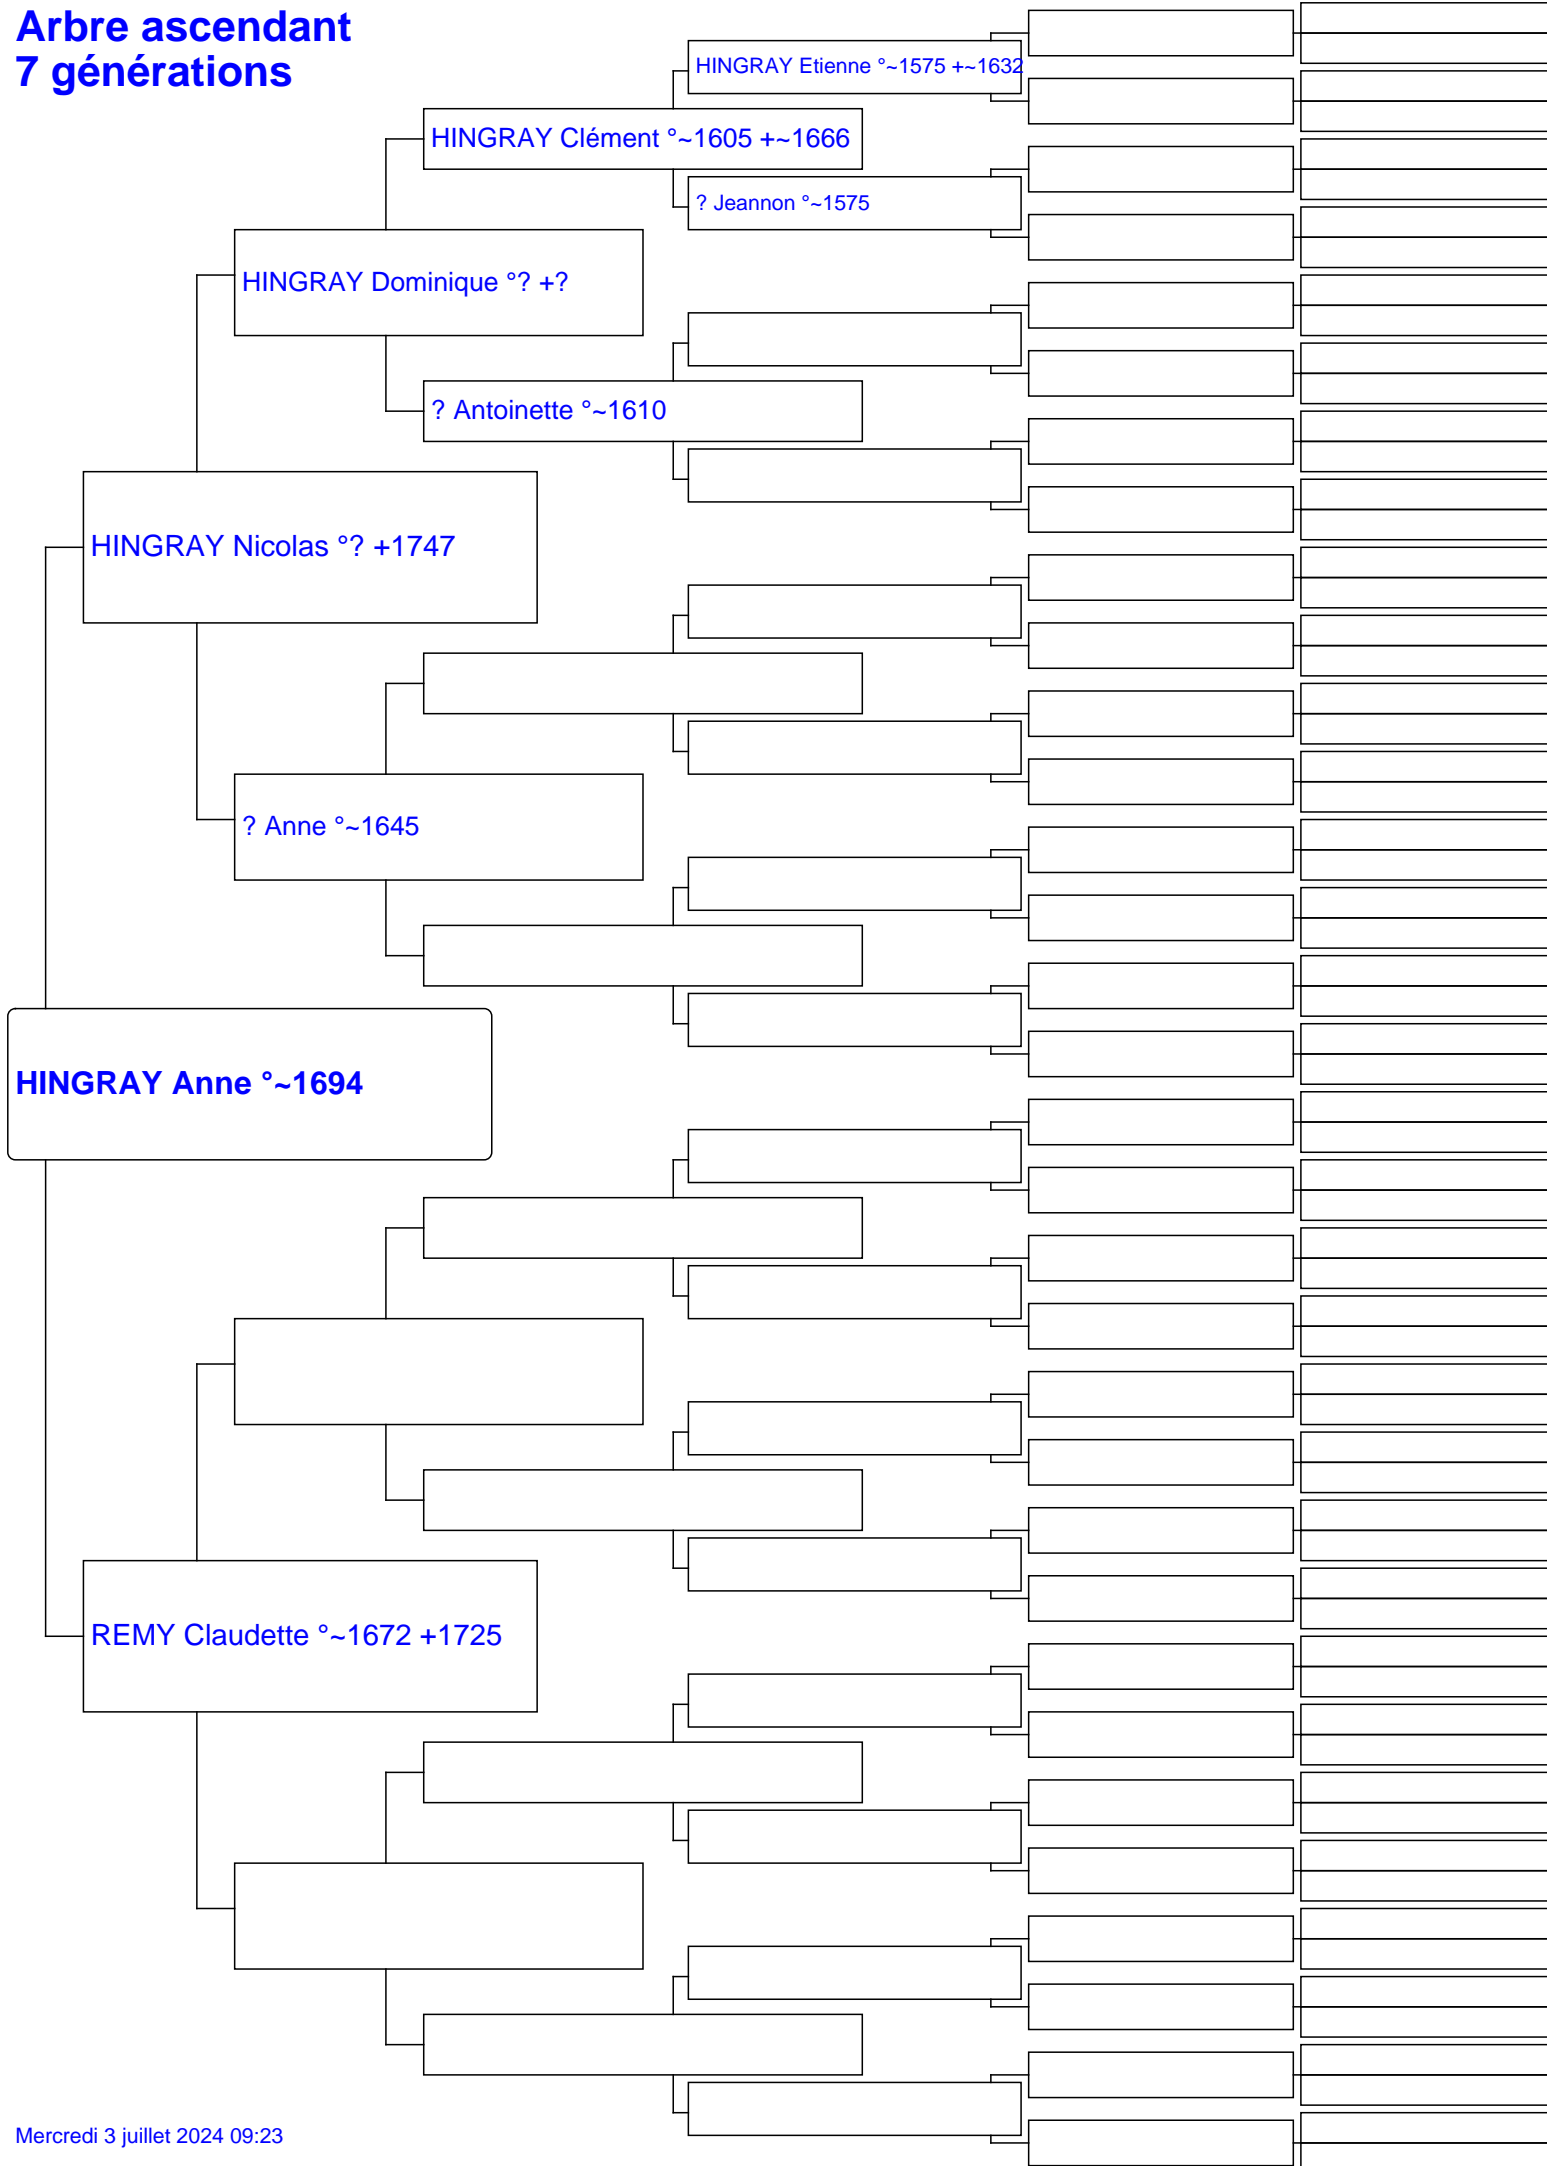 Arbre ascendant
7 générations
HINGRAY Etienne °~1575 +~1632
HINGRAY Clément °~1605 +~1666
? Jeannon °~1575
HINGRAY Dominique °? +?
? Antoinette °~1610
HINGRAY Nicolas °? +1747
? Anne °~1645
HINGRAY Anne °~1694
REMY Claudette °~1672 +1725
Mercredi 3 juillet 2024 09:23